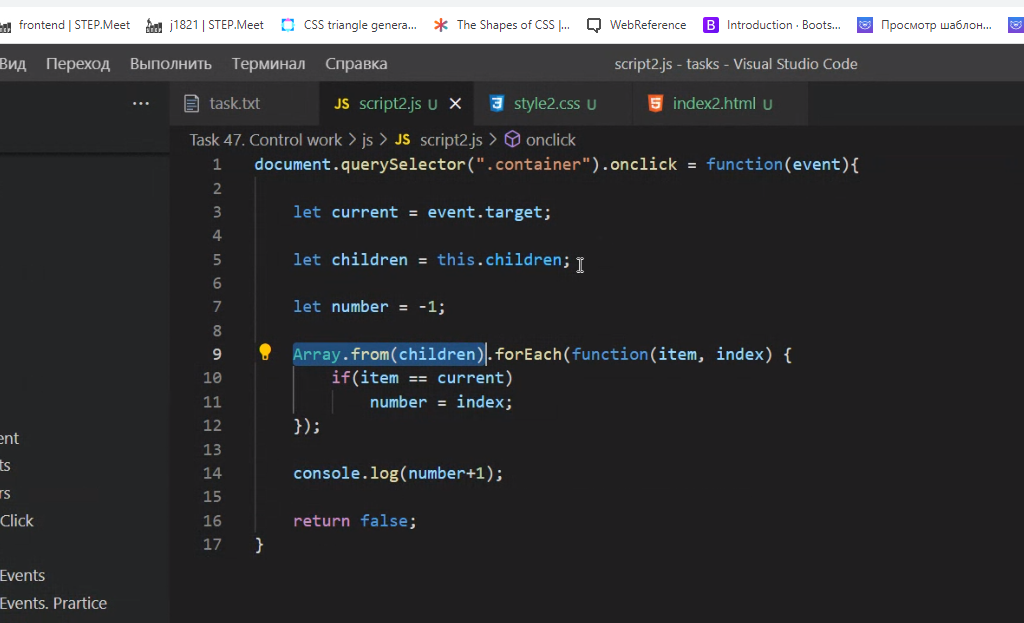 frontend | STEP.Meet j1821 | STEP.Meet CSS triangle genera... The Shapes of CSS |... WebReference B Introduction · Boots... Просмотр шаблон...
Вид Переход Выполнить Терминал Справка script2.js - tasks - Visual Studio Code
... task.txt JS script2.js U style2.css U index2.html U
Task 47. Control work > js > JS script2.js > onclick
1 document.querySelector(".container").onclick = function(event){
2
3 let current = event.target;
4
5 let children = this.children;
6
7 let number = -1;
8
9 Array.from(children).forEach(function(item, index) {
10 if(item == current)
11 number = index;
12 });
13
14 console.log(number+1);
15
16 return false;
17 }
ent
ts
rs
Click
Events
Events. Prartice